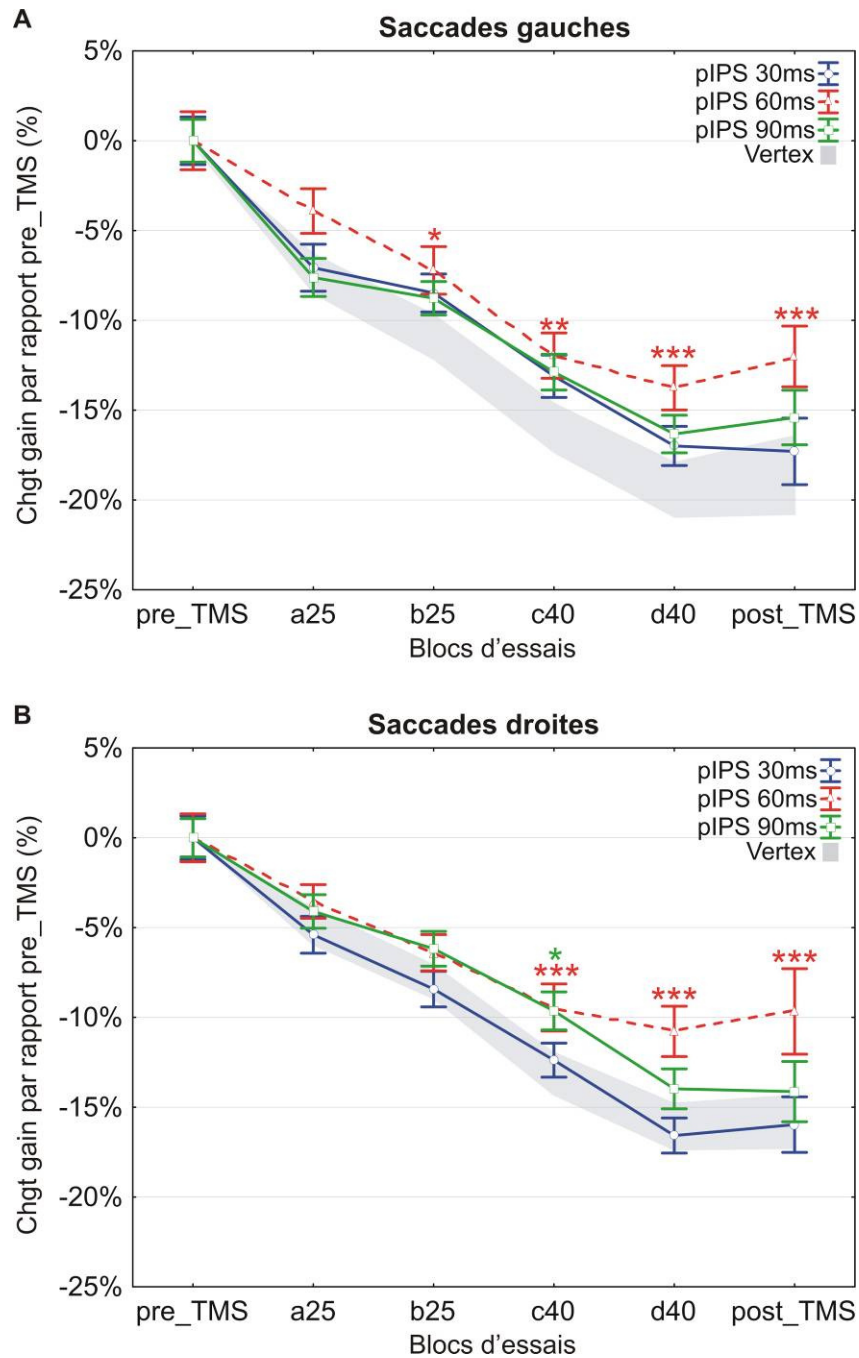 A
Saccades gauches
5%
0%
-5%
-10%
-15%
-20%
-25%
Chgt gain par rapport pre_TMS (%)
pIPS 30ms
pIPS 60ms
pIPS 90ms
Vertex
*
**
***
***
pre_TMS a25 b25 c40 d40 post_TMS
Blocs d'essais
B
Saccades droites
5%
0%
-5%
-10%
-15%
-20%
-25%
Chgt gain par rapport pre_TMS (%)
pIPS 30ms
pIPS 60ms
pIPS 90ms
Vertex
*
***
***
***
pre_TMS a25 b25 c40 d40 post_TMS
Blocs d'essais